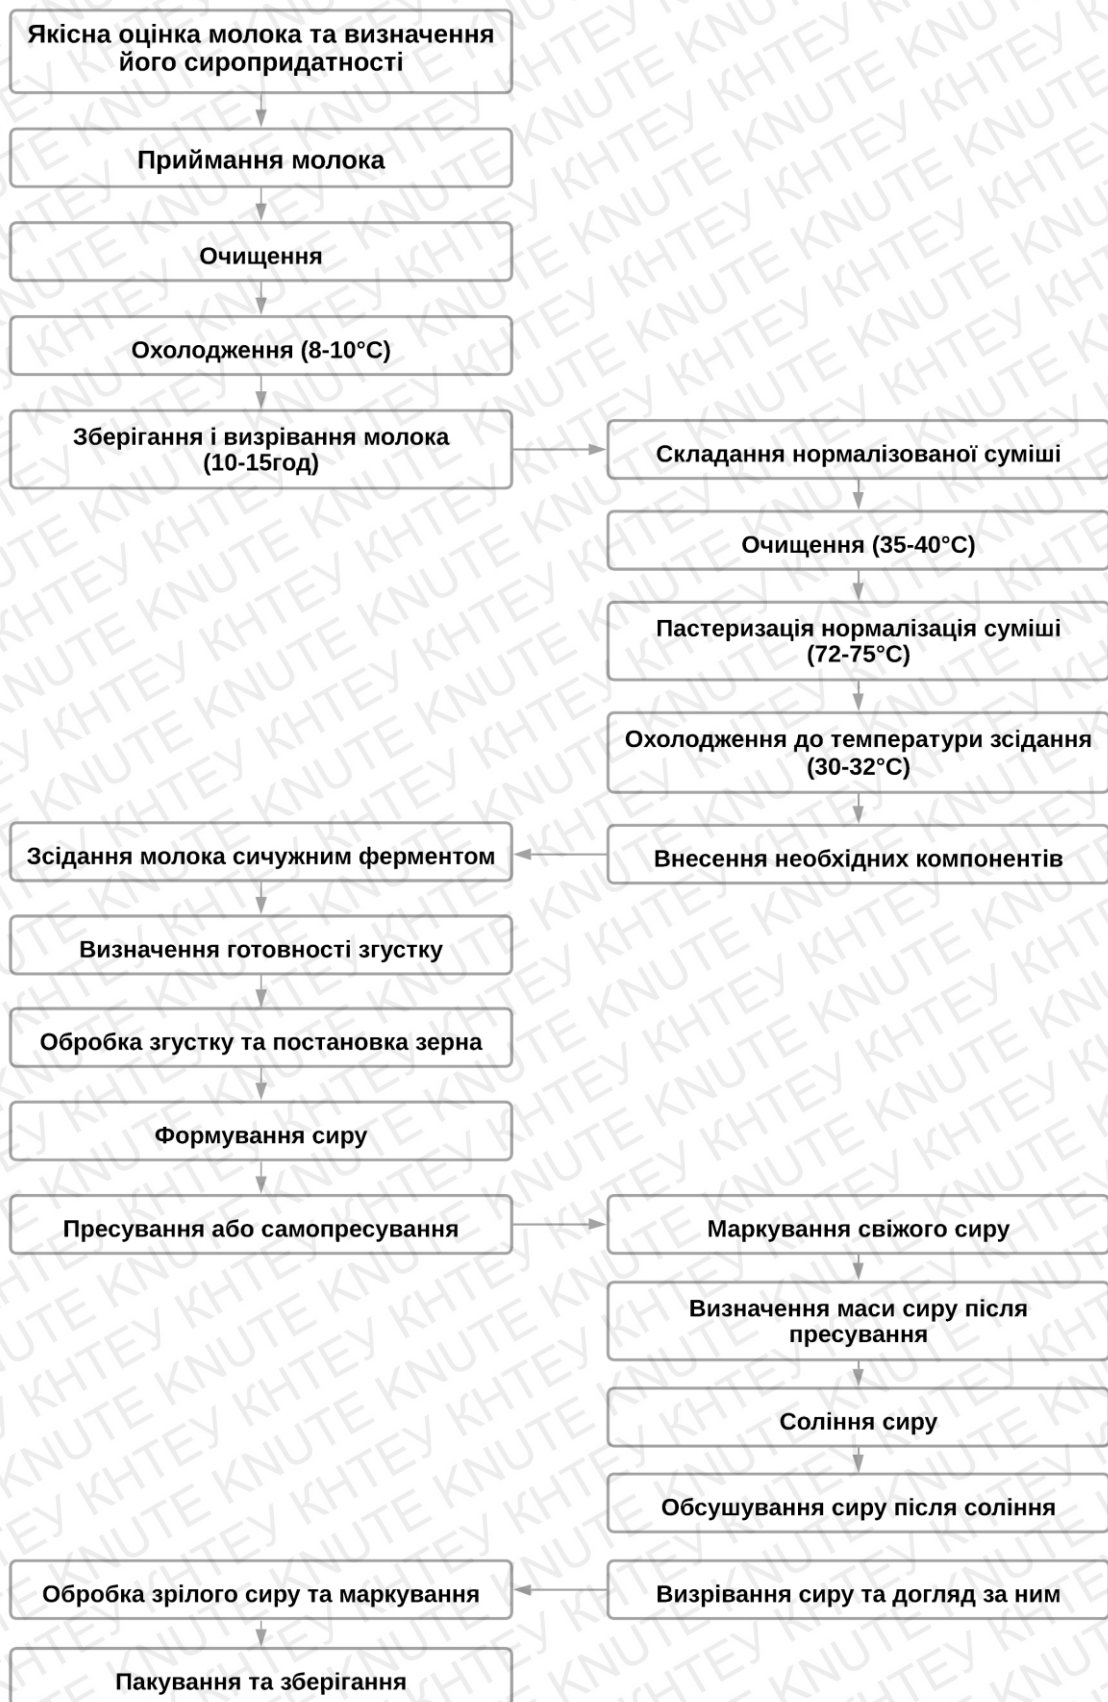 Якісна оцінка молока та визначення
його сиропридатності
Приймання молока
Очищення
Охолодження (8-10°C)
Зберігання і визрівання молока
(10-15год)
Складання нормалізованої суміші
Очищення (35-40°C)
Пастеризація нормалізація суміші
(72-75°C)
Охолодження до температури зсідання
(30-32°C)
Внесення необхідних компонентів
Зсідання молока сичужним ферментом
Визначення готовності згустку
Обробка згустку та постановка зерна
Формування сиру
Пресування або самопресування
Маркування свіжого сиру
Визначення маси сиру після
пресування
Соління сиру
Обсушування сиру після соління
Визрівання сиру та догляд за ним
Обробка зрілого сиру та маркування
Пакування та зберігання
KNUTE КНТЕУ